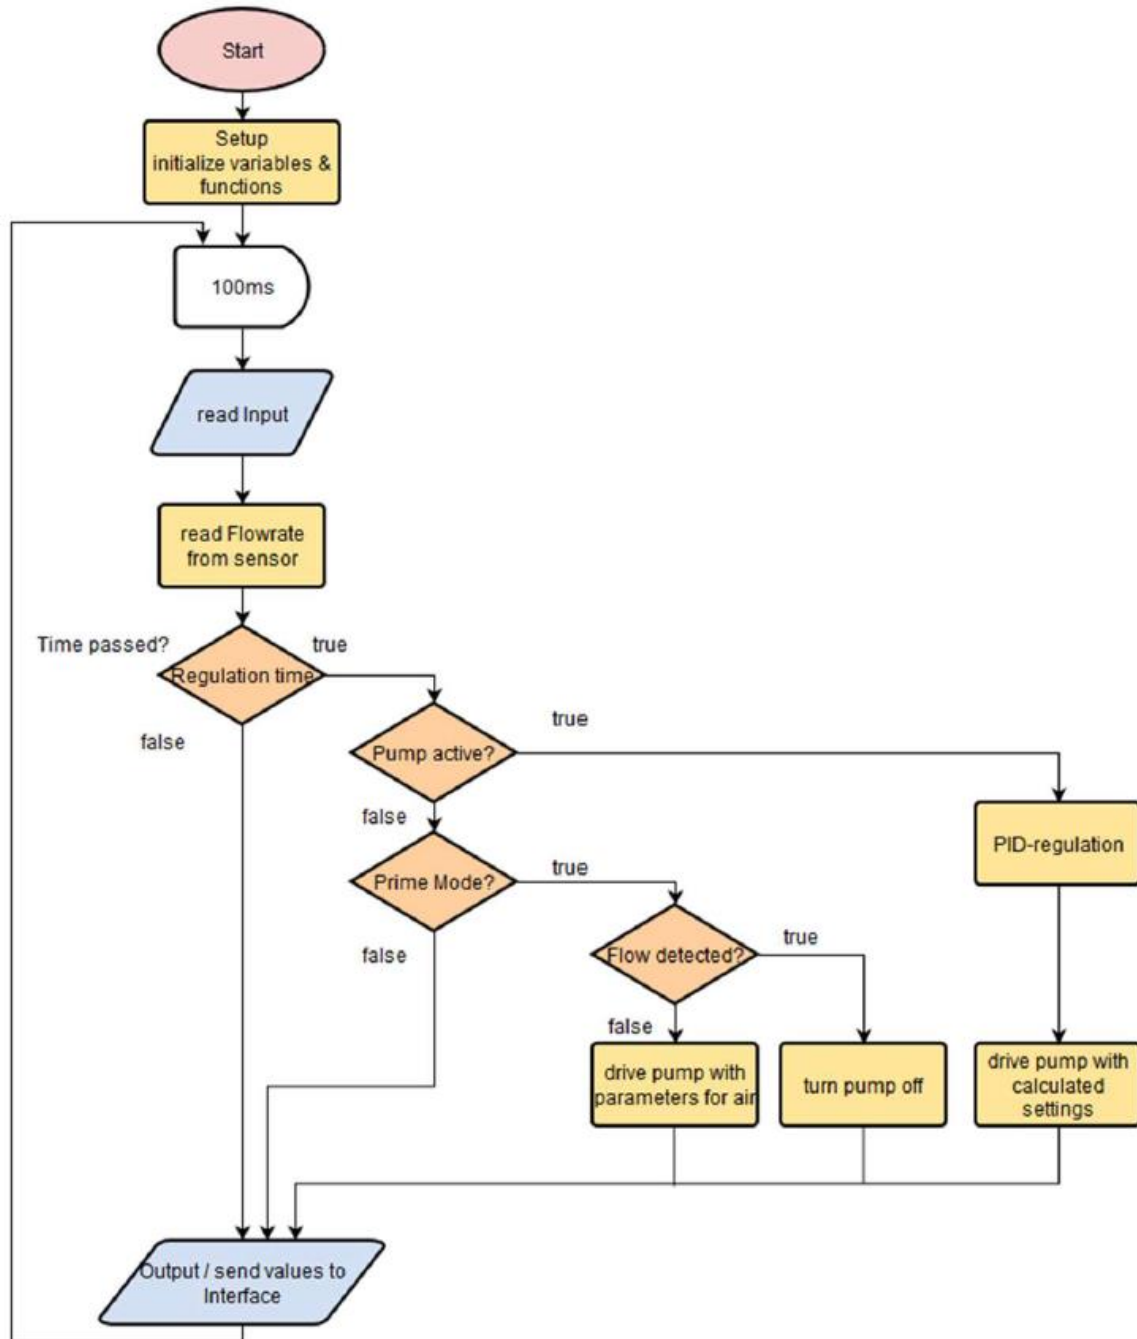 Start
Setup
initialize variables &
functions
100ms
read Input
read Flowrate
from sensor
Time passed?
true
Regulation time
false
true
Pump active?
false
PID-regulation
true
Prime Mode?
false
true
Flow detected?
false
drive pump with
parameters for air
turn pump off
drive pump with
calculated
settings
Output / send values to
Interface